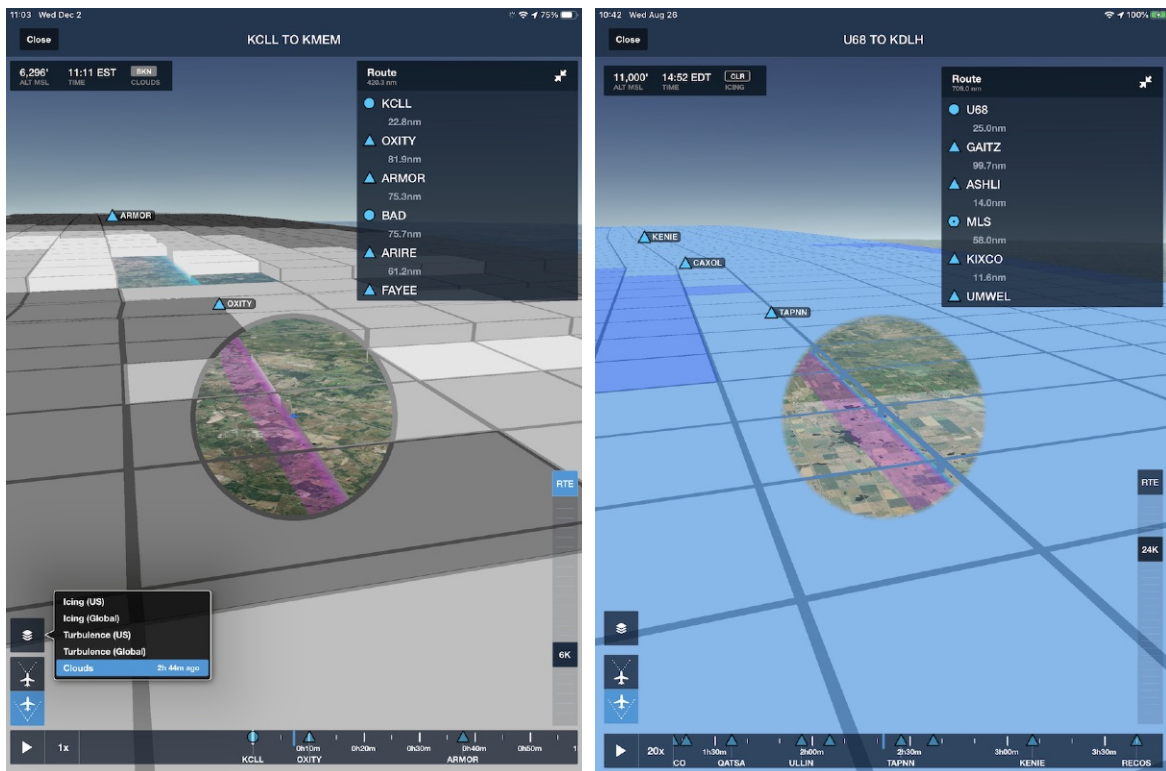 11:03 Wed Dec 2
75%
Close
KCLL TO KMEM
6,296' 11:11 EST BKN
ALT MSL TIME CLOUDS
Route
KCLL
22.8nm
OXITY
81.9nm
ARMOR
75.3nm
BAD
75.7nm
ARIRE
61.2nm
FAYEE
ARMOR
OXITY
RTE
6K
Icing (US)
Icing (Global)
Turbulence (US)
Turbulence (Global)
Clouds 2h 44m ago
1x
0h10m 0h20m 0h30m 0h40m 0h50m 1
KCLL OXITY ARMOR
10:42 Wed Aug 26
100%
Close
U68 TO KDLH
11,000' 14:52 EDT CLR
ALT MSL TIME ICING
Route
709.0 nm
U68
25.0nm
GAITZ
99.7nm
ASHLI
14.0nm
MLS
58.0nm
KIXCO
11.6nm
UMWEL
KENIE
CAXOL
TAPNN
RTE
24K
20x
1h30m 2h00m 2h30m 3h00m 3h30m
CO QATSA ULLIN TAPNN KENIE RECOS